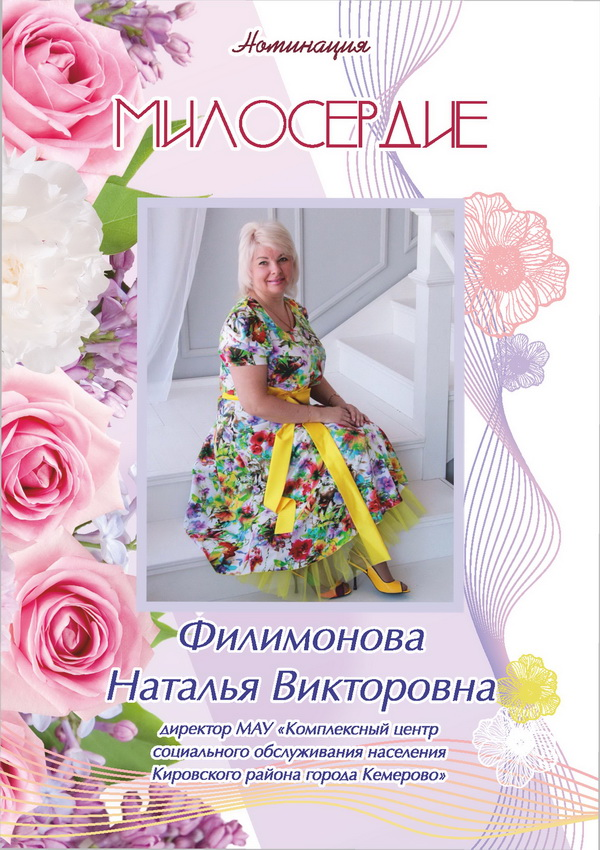 Номинация
МИЛОСЕРДИЕ
Филимонова
Наталья Викторовна
директор МАУ «Комплексный центр
социального обслуживания населения
Кировского района города Кемерово»